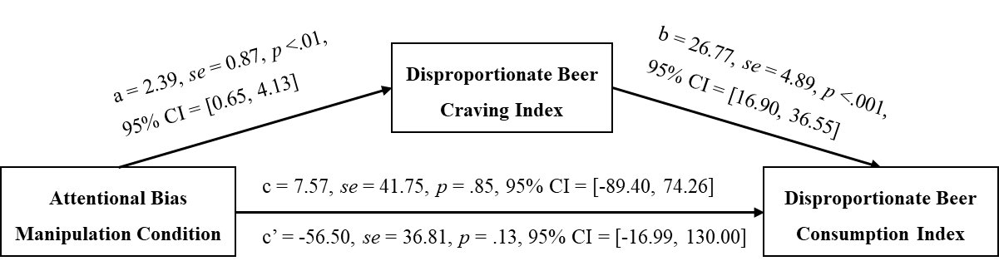 a = 2.39, se = 0.87, p <.01,
95% CI = [0.65, 4.13]
Disproportionate Beer
Craving Index
b = 26.77, se = 4.89, p <.001,
95% CI = [16.90, 36.55]
Attentional Bias
Manipulation Condition
c = 7.57, se = 41.75, p = .85, 95% CI = [-89.40, 74.26]
c’ = -56.50, se = 36.81, p = .13, 95% CI = [-16.99, 130.00]
Disproportionate Beer
Consumption Index